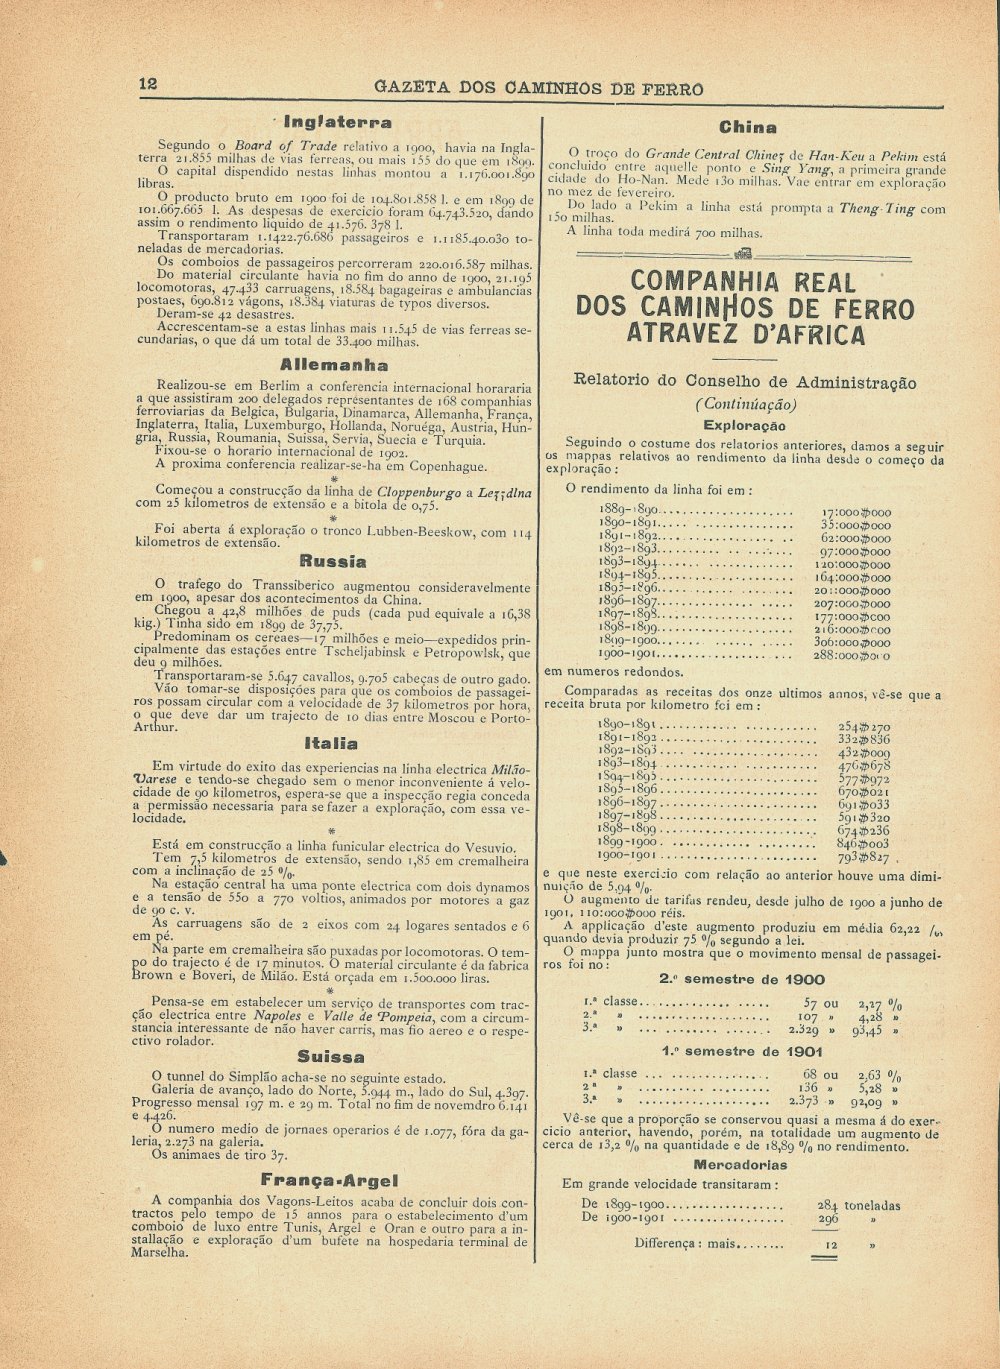 12
GAZETA DOS CAMINHOS DE FERRO
Inglaterra
Segundo o Board of Trade relativo a 1900, havia na Ingla-
terra 21.855 milhas de vias ferreas, ou mais 155 do que em 1899.
O capital dispendido nestas linhas montou a 1.176.001.890
libras.
O producto bruto em 1900 foi de 104.801.858 l. e em 1899 de
101.667.665 l. As despesas de exercicio foram 64.743.520, dando
assim o rendimento liquido de 41.576. 378 l.
Transportaram 1.1422.76.686 passageiros e 1.1185.40.030 to-
neladas de mercadorias.
Os comboios de passageiros percorreram 220.016.587 milhas.
Do material circulante havia no fim do anno de 1900, 21.195
locomotoras, 47.433 carruagens, 18.584 bagageiras e ambulancias
postaes, 690.812 vágons, 18.384 viaturas de typos diversos.
Deram-se 42 desastres.
Accrescentam-se a estas linhas mais 11.545 de vias ferreas se-
cundarias, o que dá um total de 33.400 milhas.
Allemanha
Realizou-se em Berlim a conferencia internacional horararia
a que assistiram 200 delegados representantes de 168 companhias
ferroviarias da Belgica, Bulgaria, Dinamarca, Allemanha, França,
Inglaterra, Italia, Luxemburgo, Hollanda, Noruéga, Austria, Hun-
gria, Russia, Roumania, Suissa, Servia, Suecia e Turquia.
Fixou-se o horario internacional de 1902.
A proxima conferencia realizar-se-ha em Copenhague.
*
Começou a construcção da linha de Cloppenburgo a Lezzdlna
com 25 kilometros de extensão e a bitola de 0,75.
*
Foi aberta á exploração o tronco Lubben-Beeskow, com 114
kilometros de extensão.
Russia
O trafego do Transsiberico augmentou consideravelmente
em 1900, apesar dos acontecimentos da China.
Chegou a 42,8 milhões de puds (cada pud equivale a 16,38
kig.) Tinha sido em 1899 de 37,75.
Predominam os cereaes—17 milhões e meio—expedidos prin-
cipalmente das estações entre Tscheljabinsk e Petropowlsk, que
deu 9 milhões.
Transportaram-se 5.647 cavallos, 9.705 cabeças de outro gado.
Vão tomar-se disposições para que os comboios de passagei-
ros possam circular com a velocidade de 37 kilometros por hora,
o que deve dar um trajecto de 10 dias entre Moscou e Porto-
Arthur.
Italia
Em virtude do exito das experiencias na linha electrica Milão-
Varese e tendo-se chegado sem o menor inconveniente á velo-
cidade de 90 kilometros, espera-se que a inspecção regia conceda
a permissão necessaria para se fazer a exploração, com essa ve-
locidade.
*
Está em construcção a linha funicular electrica do Vesuvio.
Tem 7,5 kilometros de extensão, sendo 1,85 em cremalheira
com a inclinação de 25 %.
Na estação central ha uma ponte electrica com dois dynamos
e a tensão de 550 a 770 voltios, animados por motores a gaz
de 90 c. v.
As carruagens são de 2 eixos com 24 logares sentados e 6
em pé.
Na parte em cremalheira são puxadas por locomotoras. O tem-
po do trajecto é de 17 minutos. O material circulante é da fabrica
Brown e Boveri, de Milão. Está orçada em 1.500.000 liras.
*
Pensa-se em estabelecer um serviço de transportes com trac-
ção electrica entre Napoles e Valle de Pompeia, com a circum-
stancia interessante de não haver carris, mas fio aereo e o respe-
ctivo rolador.
Suissa
O tunnel do Simplão acha-se no seguinte estado.
Galeria de avanço, lado do Norte, 5.944 m., lado do Sul, 4.397.
Progresso mensal 197 m. e 29 m. Total no fim de novemdro 6.141
e 4.426.
O numero medio de jornaes operarios é de 1.077, fóra da ga-
leria, 2.273 na galeria.
Os animaes de tiro 37.
França-Argel
A companhia dos Vagons-Leitos acaba de concluir dois con-
tractos pelo tempo de 15 annos para o estabelecimento d'um
comboio de luxo entre Tunis, Argel e Oran e outro para a in-
stallação e exploração d'um bufete na hospedaria terminal de
Marselha.
China
O troço do Grande Central Chinez de Han-Keu a Pekim está
concluido entre aquelle ponto e Sing Yang, a primeira grande
cidade do Ho-Nan. Mede 130 milhas. Vae entrar em exploração
no mez de fevereiro.
Do lado a Pekim a linha está prompta a Theng-Ting com
150 milhas.
A linha toda medirá 700 milhas.
COMPANHIA REAL
DOS CAMINHOS DE FERRO
ATRAVEZ D'AFRICA
Relatorio do Conselho de Administração
(Continúação)
Exploração
Seguindo o costume dos relatorios anteriores, damos a seguir
os mappas relativos ao rendimento da linha desde o começo da
exploração :
O rendimento da linha foi em :
1889-1890 .................... 17:000$000
1890-1891 .................... 35:000$000
1891-1892 .................... 62:000$000
1892-1893 .................... 97:000$000
1893-1894 .................... 120:000$000
1894-1895 .................... 164:000$000
1895-1896 .................... 201:000$000
1896-1897 .................... 207:000$000
1897-1898 .................... 177:000$000
1898-1899 .................... 216:000$000
1899-1900 .................... 306:000$000
1900-1901 .................... 288:000$000
em numeros redondos.
Comparadas as receitas dos onze ultimos annos, vê-se que a
receita bruta por kilometro foi em :
1890-1891 .................... 254$270
1891-1892 .................... 332$836
1892-1893 .................... 432$009
1893-1894 .................... 476$678
1894-1895 .................... 577$972
1895-1896 .................... 670$021
1896-1897 .................... 691$033
1897-1898 .................... 591$320
1898-1899 .................... 674$236
1899-1900 .................... 846$003
1900-1901 .................... 793$827
e que neste exercicio com relação ao anterior houve uma dimi-
nuição de 5,94 %.
O augmento de tarifas rendeu, desde julho de 1900 a junho de
1901, 110:000$000 réis.
A applicação d'este augmento produziu em média 62,22 %,
quando devia produzir 75 % segundo a lei.
O mappa junto mostra que o movimento mensal de passagei-
ros foi no :
2.º semestre de 1900
1.ª classe .................... 57 ou 2,27 %
2.ª » .................... 107 » 4,28 »
3.ª » .................... 2.329 » 93,45 »
1.º semestre de 1901
1.ª classe .................... 68 ou 2,63 %
2 ª » .................... 136 » 5,28 »
3.ª » .................... 2.373 » 92,09 »
Vê-se que a proporção se conservou quasi a mesma á do exer-
cicio anterior, havendo, porém, na totalidade um augmento de
cerca de 13,2 % na quantidade e de 18,89 % no rendimento.
Mercadorias
Em grande velocidade transitaram :
De 1899-1900 .................. 284 toneladas
De 1900-1901 .................. 296 »
Differença : mais ........ 12 »